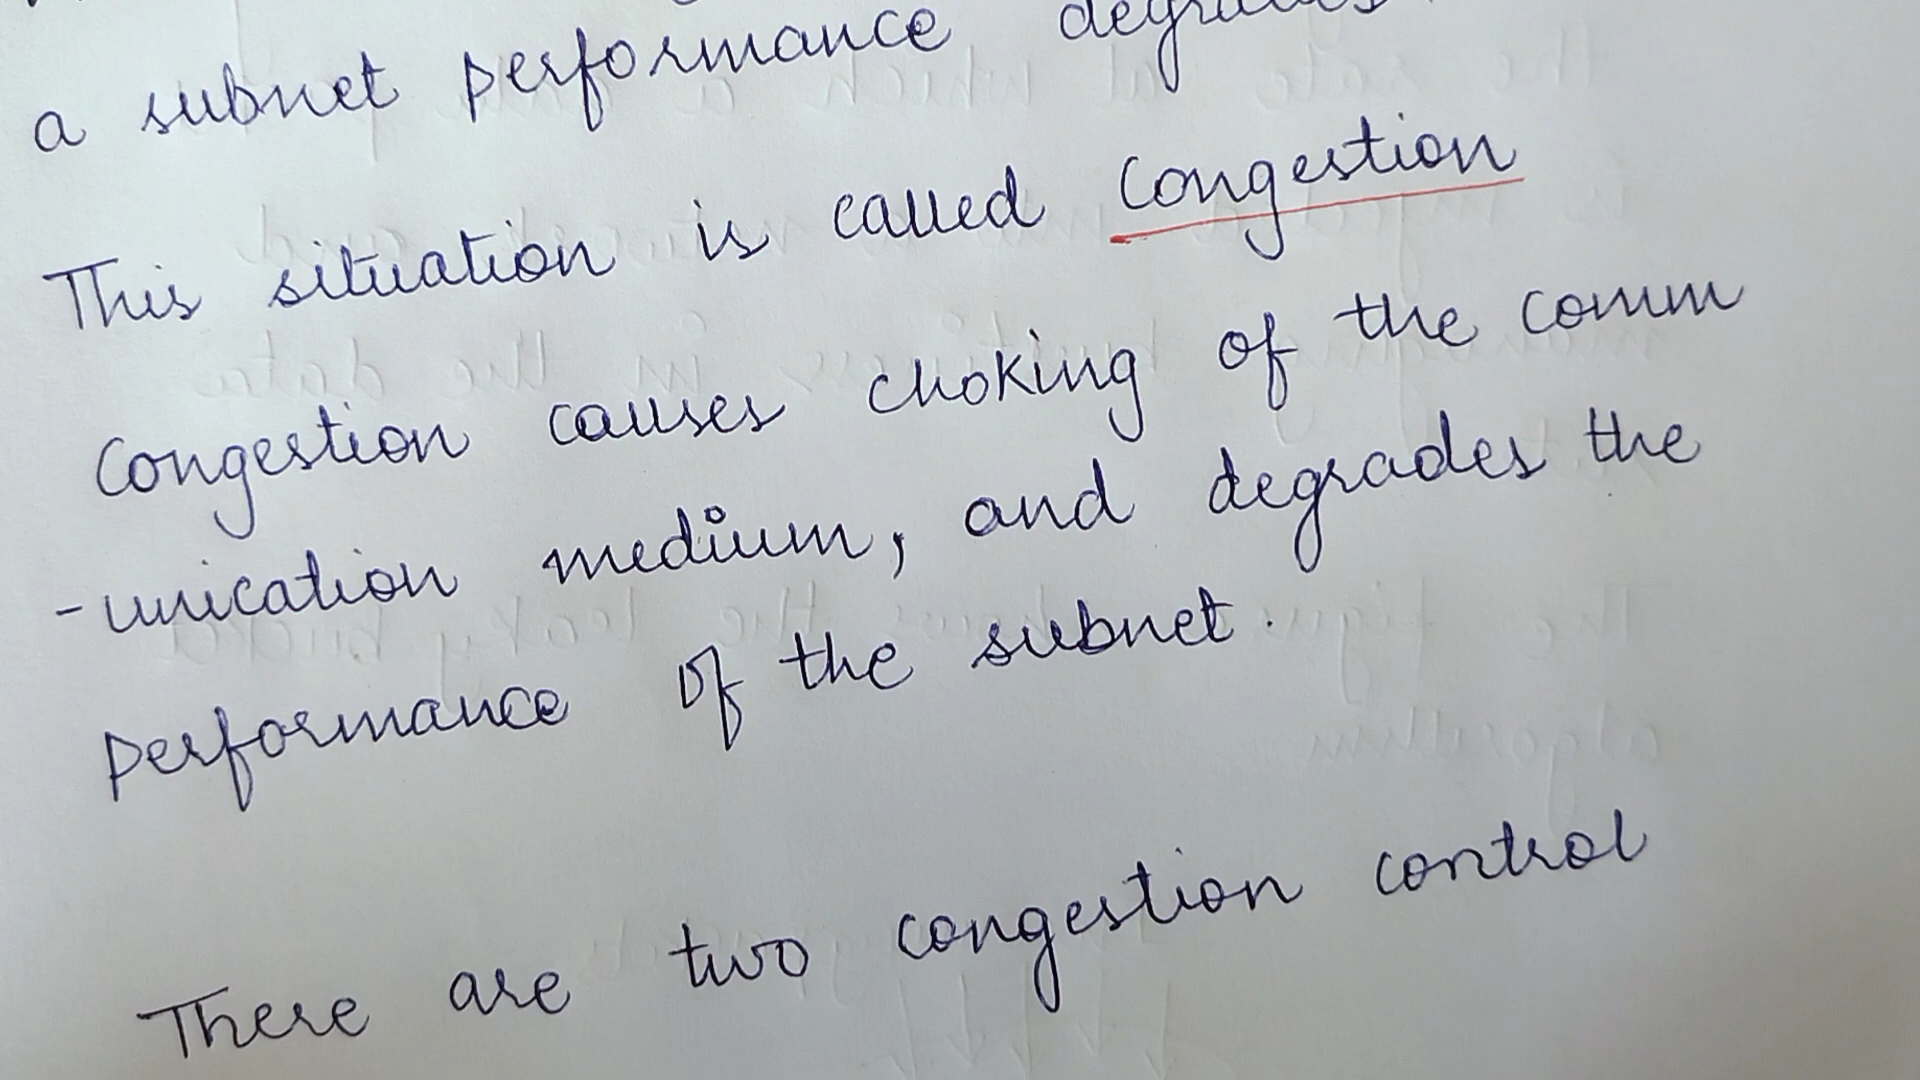 a subnet performance degrades.
This situation is called Congestion
Congestion causes choking of the comm
-unication medium, and degrades the
performance of the subnet.
There are two congestion control